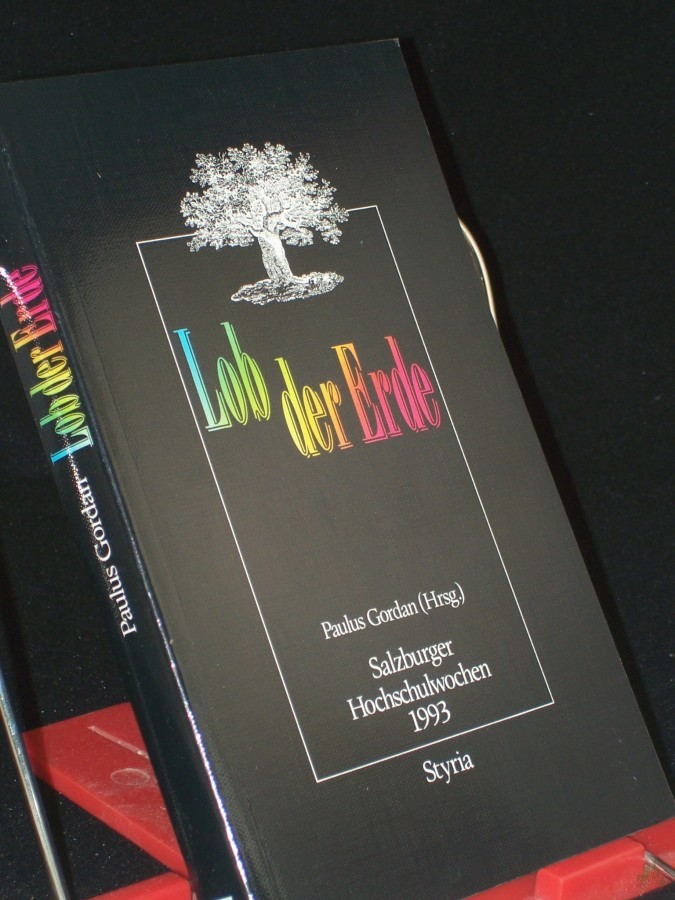 Lob der Erde
Paulus Gordan (Hrsg.)
Salzburger
Hochschulwochen
1993
Styria
Paulus Gordan Lob der Erde